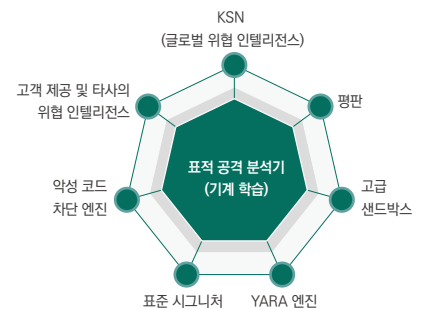 KSN
(글로벌 위협 인텔리전스)
고객 제공 및 타사의
위협 인텔리전스
평판
표적 공격 분석기
(기계 학습)
악성 코드
차단 엔진
고급
샌드박스
표준 시그니처
YARA 엔진